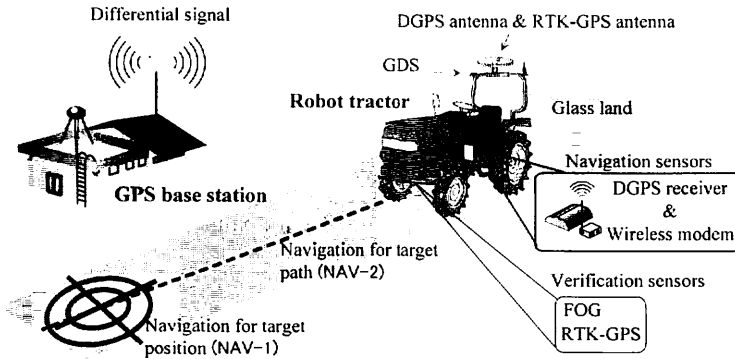 Differential signal
DGPS antenna & RTK-GPS antenna
GDS
Robot tractor
Glass land
Navigation sensors
GPS base station
DGPS receiver
&
Wireless modem
Navigation for target
path (NAV-2)
Verification sensors
FOG
RTK-GPS
Navigation for target
position (NAV-1)